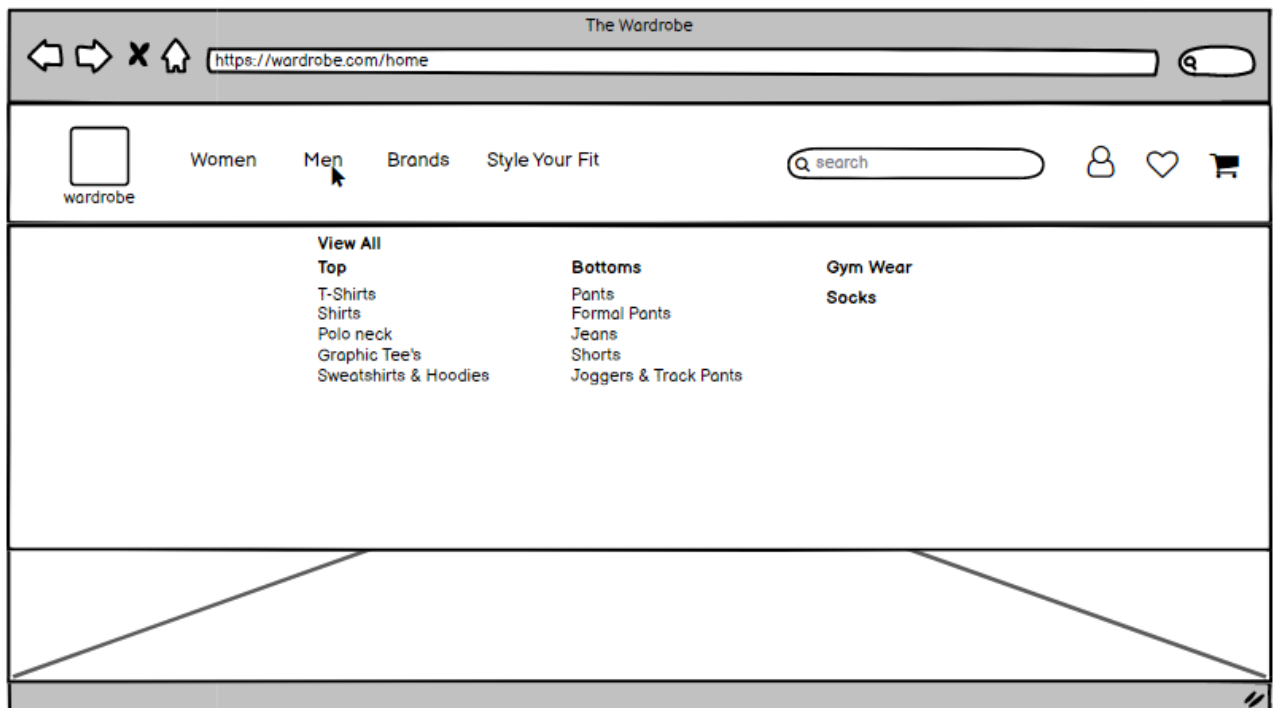 The Wardrobe
https://wardrobe.com/home
wardrobe
Women
Men
Brands
Style Your Fit
search
View All
Top
T-Shirts
Shirts
Polo neck
Graphic Tee's
Sweatshirts & Hoodies
Bottoms
Pants
Formal Pants
Jeans
Shorts
Joggers & Track Pants
Gym Wear
Socks